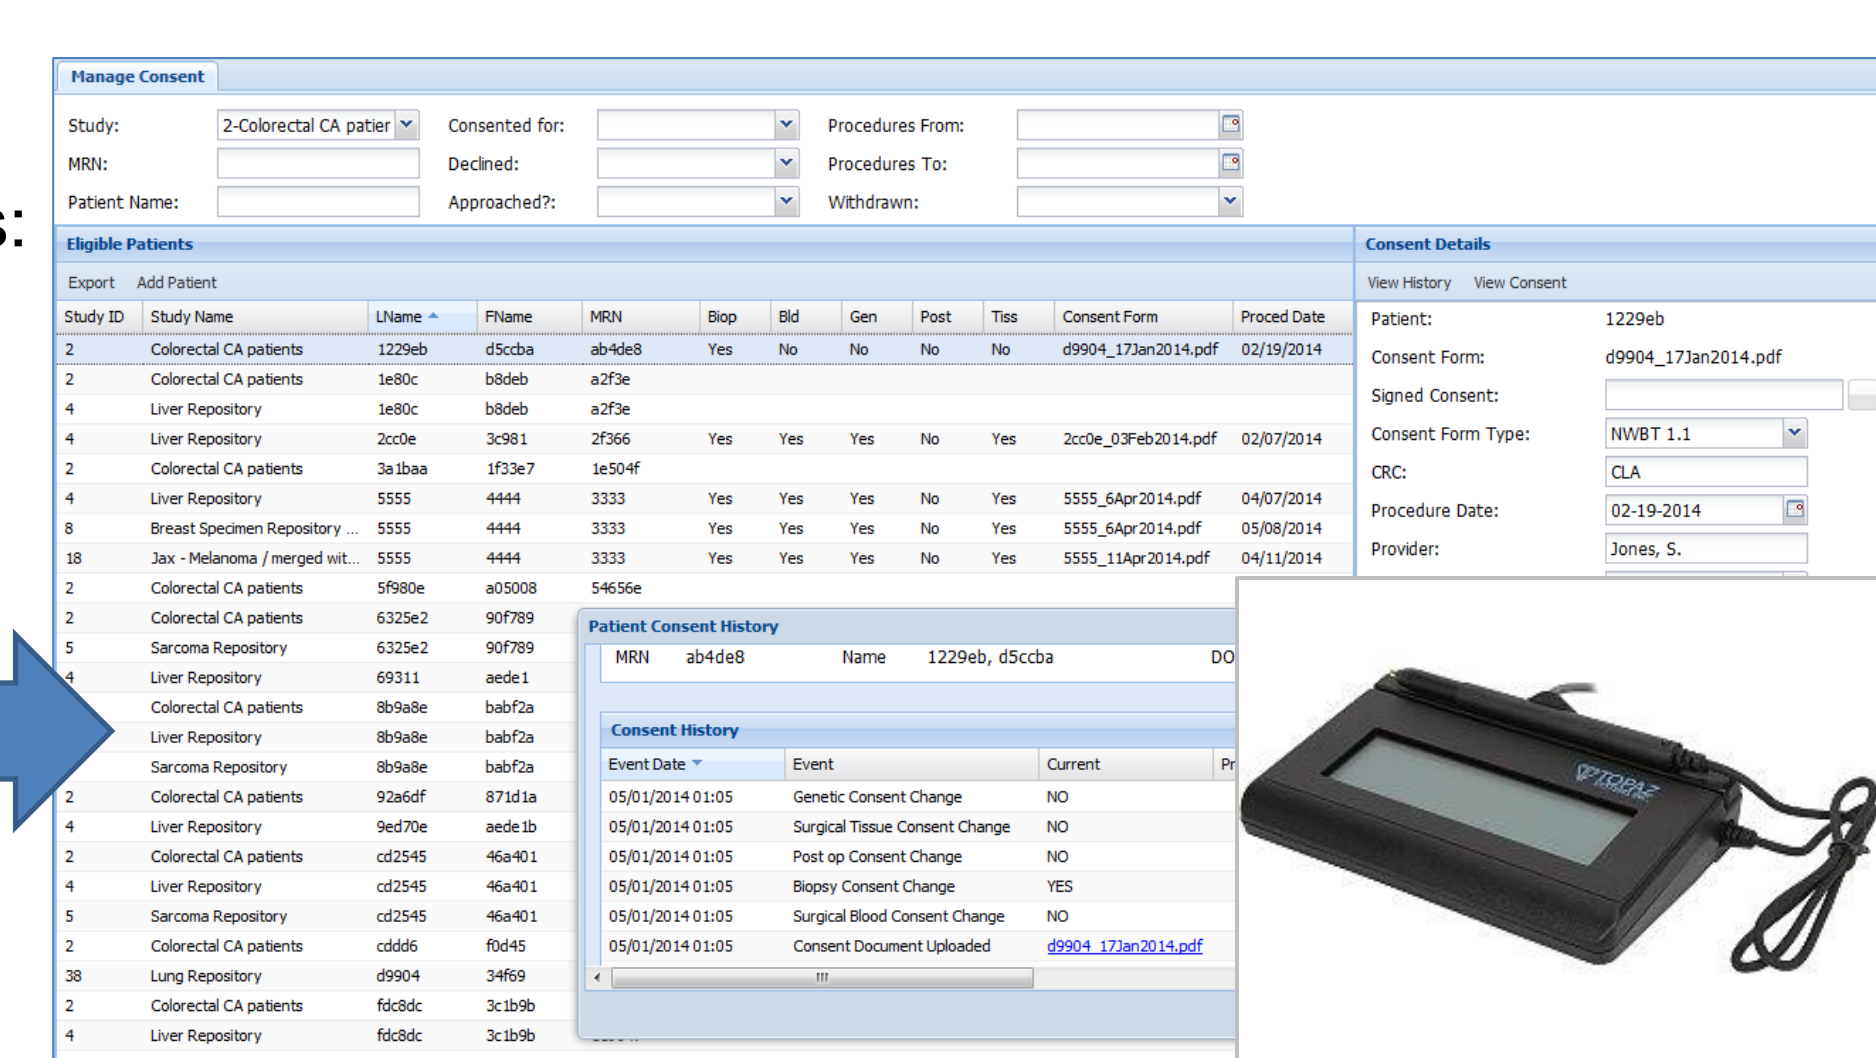 Manage Consent
s:
Study: 2-Colorectal CA patier Consented for: Procedures From:
MRN: Declined: Procedures To:
Patient Name: Approached?: Withdrawn:
Eligible Patients
Export Add Patient
Study ID Study Name LName FName MRN Biop Bld Gen Post Tiss Consent Form Proced Date
2 Colorectal CA patients 1229eb d5ccba ab4de8 Yes No No No No d9904_17Jan2014.pdf 02/19/2014
2 Colorectal CA patients 1e80c b8deb a2f3e
4 Liver Repository 1e80c b8deb a2f3e
4 Liver Repository 2cc0e 3c981 2f366 Yes Yes Yes No Yes 2cc0e_03Feb2014.pdf 02/07/2014
2 Colorectal CA patients 3a1baa 1f33e7 1e504f
4 Liver Repository 5555 4444 3333 Yes Yes Yes No Yes 5555_6Apr2014.pdf 04/07/2014
8 Breast Specimen Repository ... 5555 4444 3333 Yes Yes Yes No Yes 5555_6Apr2014.pdf 05/08/2014
18 Jax - Melanoma / merged wit... 5555 4444 3333 Yes Yes Yes No Yes 5555_11Apr2014.pdf 04/11/2014
2 Colorectal CA patients 5f980e a05008 54656e
2 Colorectal CA patients 6325e2 90f789
5 Sarcoma Repository 6325e2 90f789
4 Liver Repository 69311 aede1
Colorectal CA patients 8b9a8e babf2a
Liver Repository 8b9a8e babf2a
Sarcoma Repository 8b9a8e babf2a
2 Colorectal CA patients 92a6df 871d1a
4 Liver Repository 9ed70e aede1b
2 Colorectal CA patients cd2545 46a401
4 Liver Repository cd2545 46a401
5 Sarcoma Repository cd2545 46a401
2 Colorectal CA patients cddd6 f0d45
38 Lung Repository d9904 34f69
2 Colorectal CA patients fdc8dc 3c1b9b
4 Liver Repository fdc8dc 3c1b9b
Consent Details
View History View Consent
Patient: 1229eb
Consent Form: d9904_17Jan2014.pdf
Signed Consent:
Consent Form Type: NWBT 1.1
CRC: CLA
Procedure Date: 02-19-2014
Provider: Jones, S.
Patient Consent History
MRN ab4de8 Name 1229eb, d5ccba DO
Consent History
Event Date Event Current Pr
05/01/2014 01:05 Genetic Consent Change NO
05/01/2014 01:05 Surgical Tissue Consent Change NO
05/01/2014 01:05 Post op Consent Change NO
05/01/2014 01:05 Biopsy Consent Change YES
05/01/2014 01:05 Surgical Blood Consent Change NO
05/01/2014 01:05 Consent Document Uploaded d9904_17Jan2014.pdf
TOPAZ